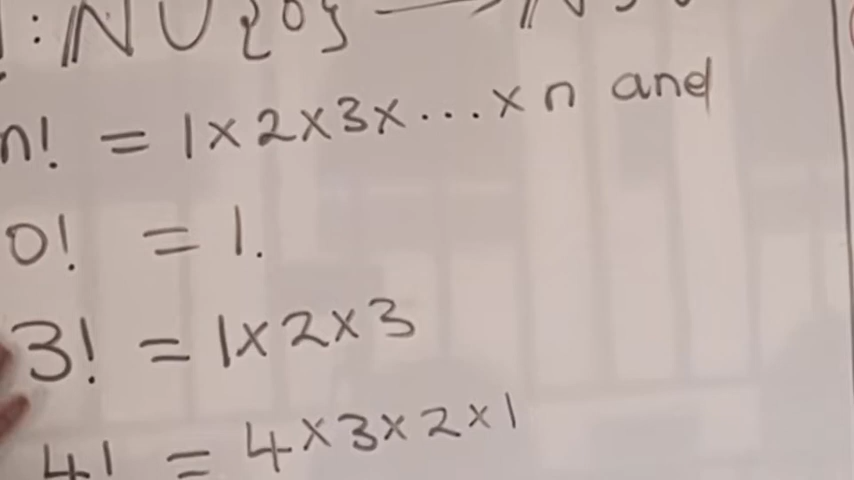 ! : ℕ ∪ {0} ⟶ ℕ
n! = 1 × 2 × 3 × ... × n and
0! = 1.
3! = 1 × 2 × 3
4! = 4 × 3 × 2 × 1